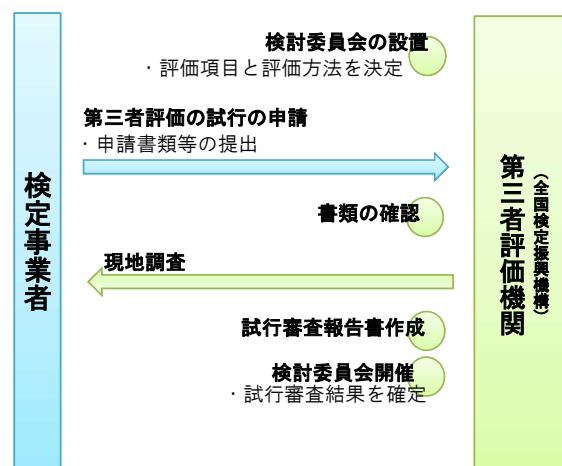 検討委員会の設置
・評価項目と評価方法を決定
第三者評価の試行の申請
・申請書類等の提出
検定事業者
第三者評価機関
（全国検定振興機構）
書類の確認
現地調査
試行審査報告書作成
検討委員会開催
・試行審査結果を確定